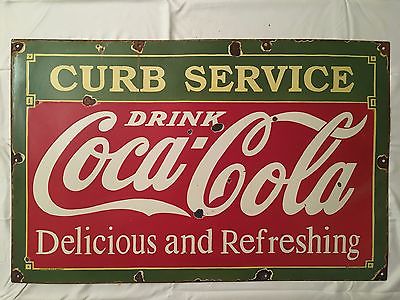 CURB SERVICE
DRINK
Coca-Cola
Delicious and Refreshing